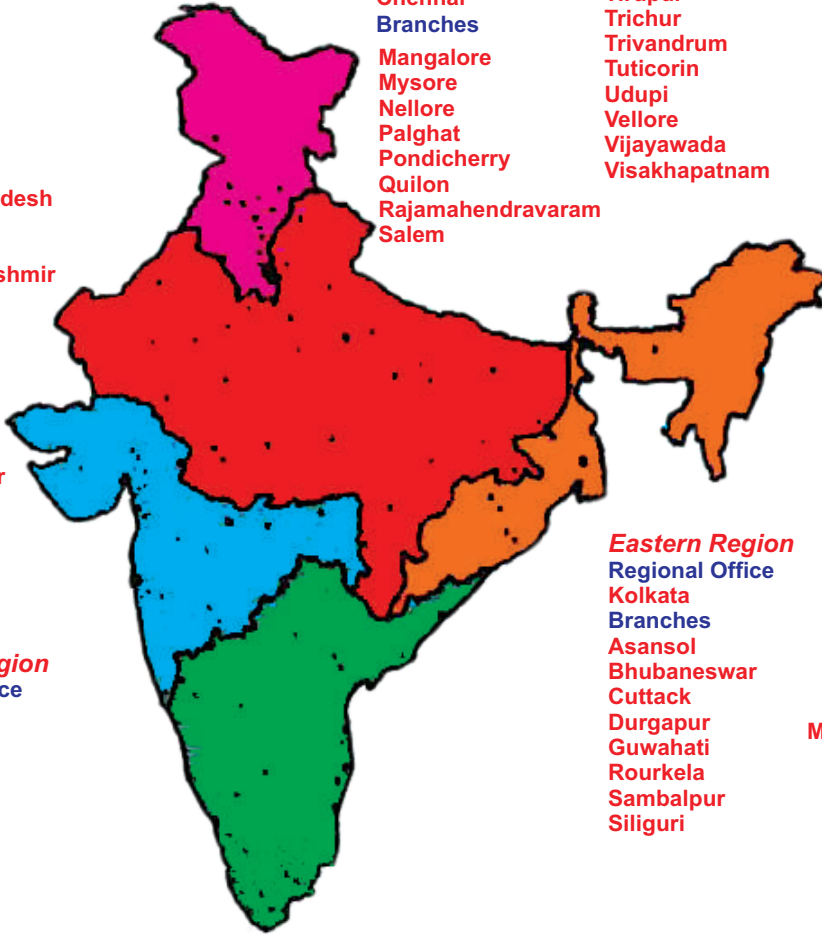 Branches
Mangalore
Mysore
Nellore
Palghat
Pondicherry
Quilon
Rajamahendravaram
Salem
Trichur
Trivandrum
Tuticorin
Udupi
Vellore
Vijayawada
Visakhapatnam
desh
shmir
r
gion
ce
Eastern Region
Regional Office
Kolkata
Branches
Asansol
Bhubaneswar
Cuttack
Durgapur
Guwahati
Rourkela
Sambalpur
Siliguri
M